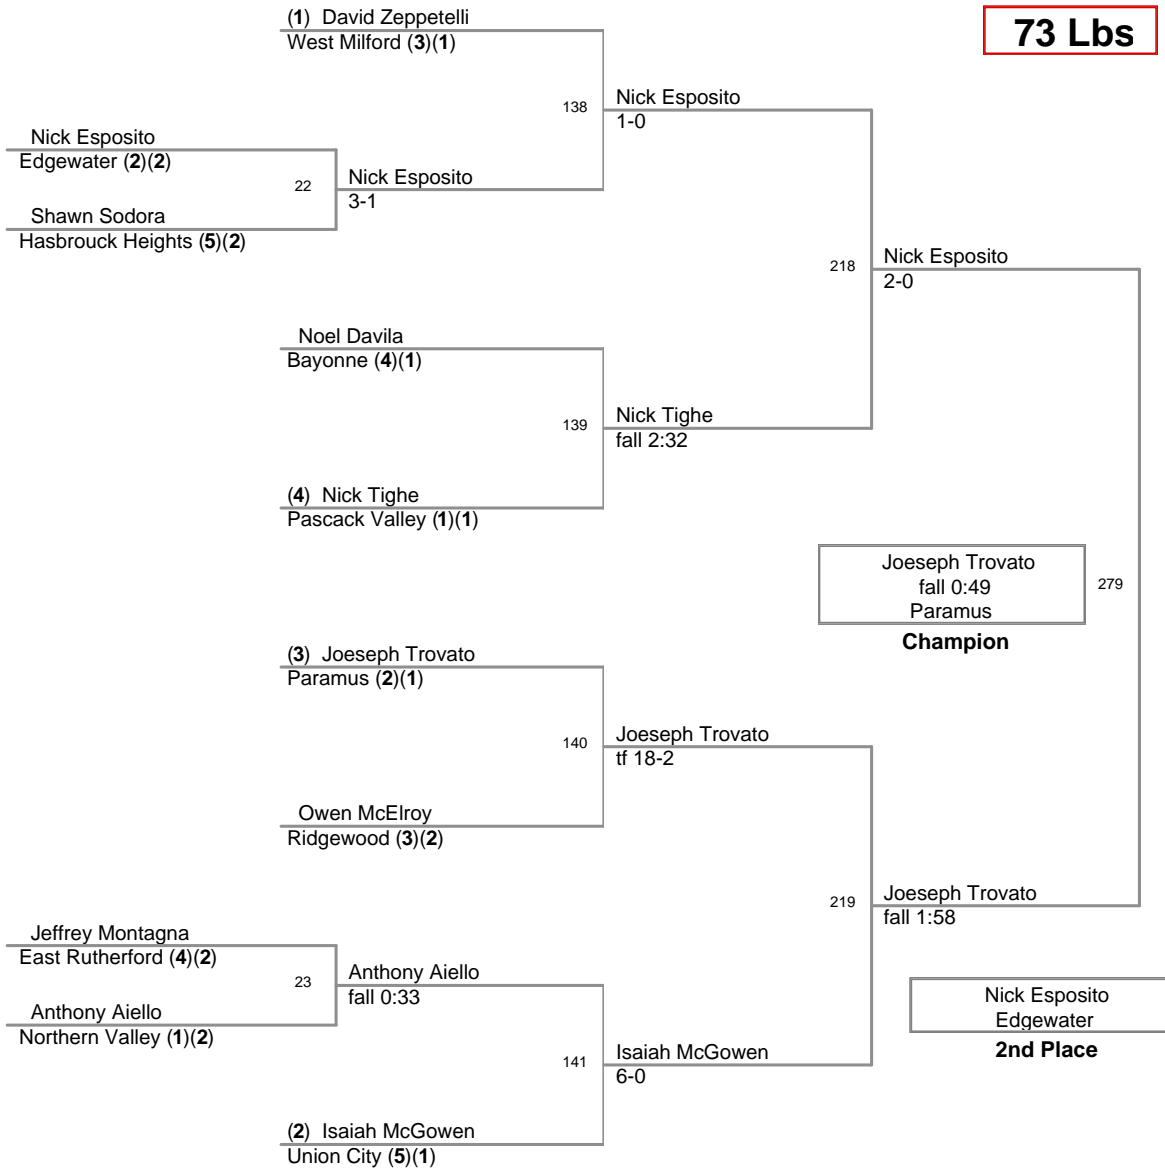 (1) David Zeppetelli
West Milford (3)(1)
73 Lbs
138
Nick Esposito
1-0
Nick Esposito
Edgewater (2)(2)
22
Nick Esposito
3-1
Shawn Sodora
Hasbrouck Heights (5)(2)
218
Nick Esposito
2-0
Noel Davila
Bayonne (4)(1)
139
Nick Tighe
fall 2:32
(4) Nick Tighe
Pascack Valley (1)(1)
Joeseph Trovato
fall 0:49
Paramus
279
Champion
(3) Joeseph Trovato
Paramus (2)(1)
140
Joeseph Trovato
tf 18-2
Owen McElroy
Ridgewood (3)(2)
219
Joeseph Trovato
fall 1:58
Jeffrey Montagna
East Rutherford (4)(2)
23
Anthony Aiello
fall 0:33
Anthony Aiello
Northern Valley (1)(2)
Nick Esposito
Edgewater
2nd Place
141
Isaiah McGowen
6-0
(2) Isaiah McGowen
Union City (5)(1)